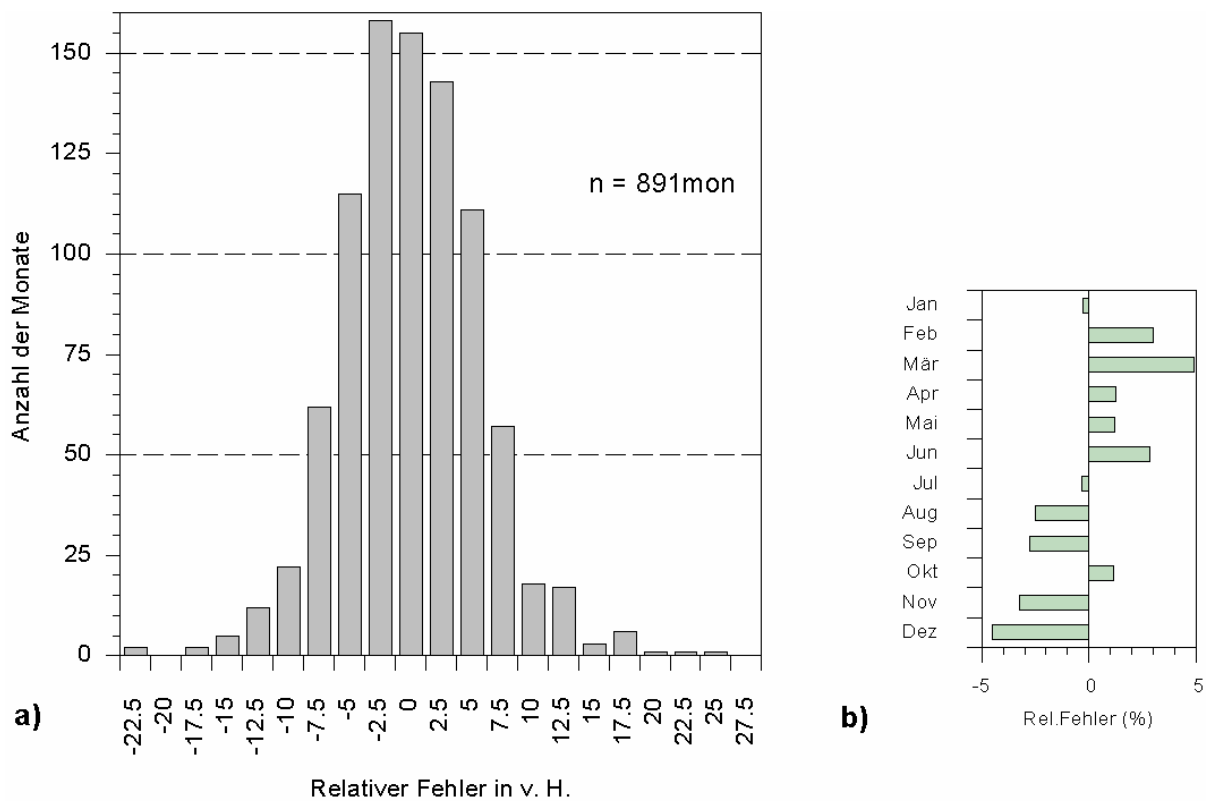 150
125
100
75
50
25
0
Anzahl der Monate
n = 891mon
-22.5
-20
-17.5
-15
-12.5
-10
-7.5
-5
-2.5
0
2.5
5
7.5
10
12.5
15
17.5
20
22.5
25
27.5
a)
Relativer Fehler in v. H.
Jan
Feb
Mär
Apr
Mai
Jun
Jul
Aug
Sep
Okt
Nov
Dez
-5 0 5
b)
Rel.Fehler (%)